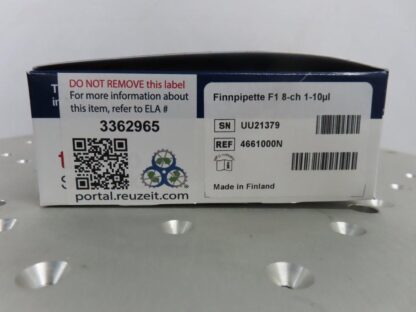 DO NOT REMOVE this label
For more information about
this item, refer to ELA #
3362965
portal.reuzeit.com
Finnpipette F1 8-ch 1-10µl
SN UU21379
REF 4661000N
Made in Finland